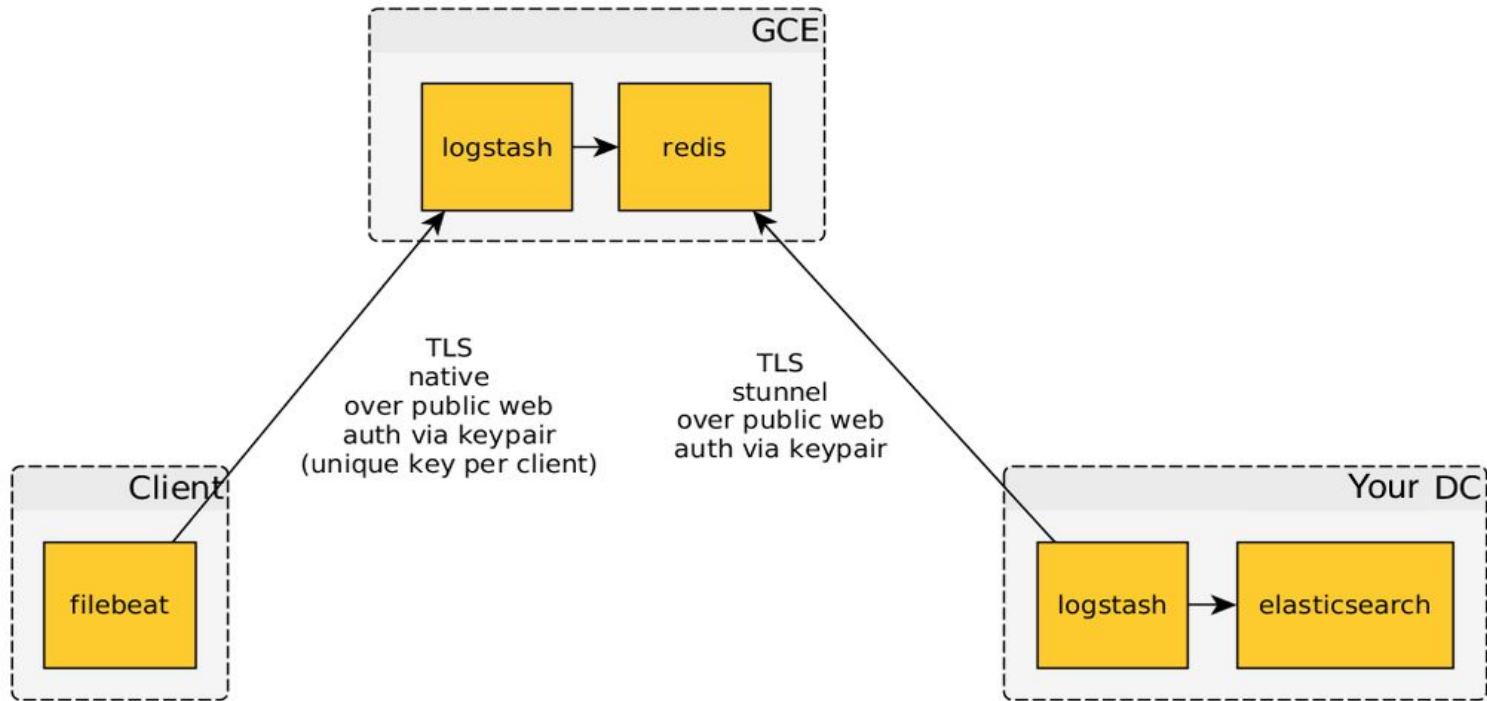 GCE
logstash
redis
TLS
native
over public web
auth via keypair
(unique key per client)
TLS
stunnel
over public web
auth via keypair
Client
filebeat
Your DC
logstash
elasticsearch